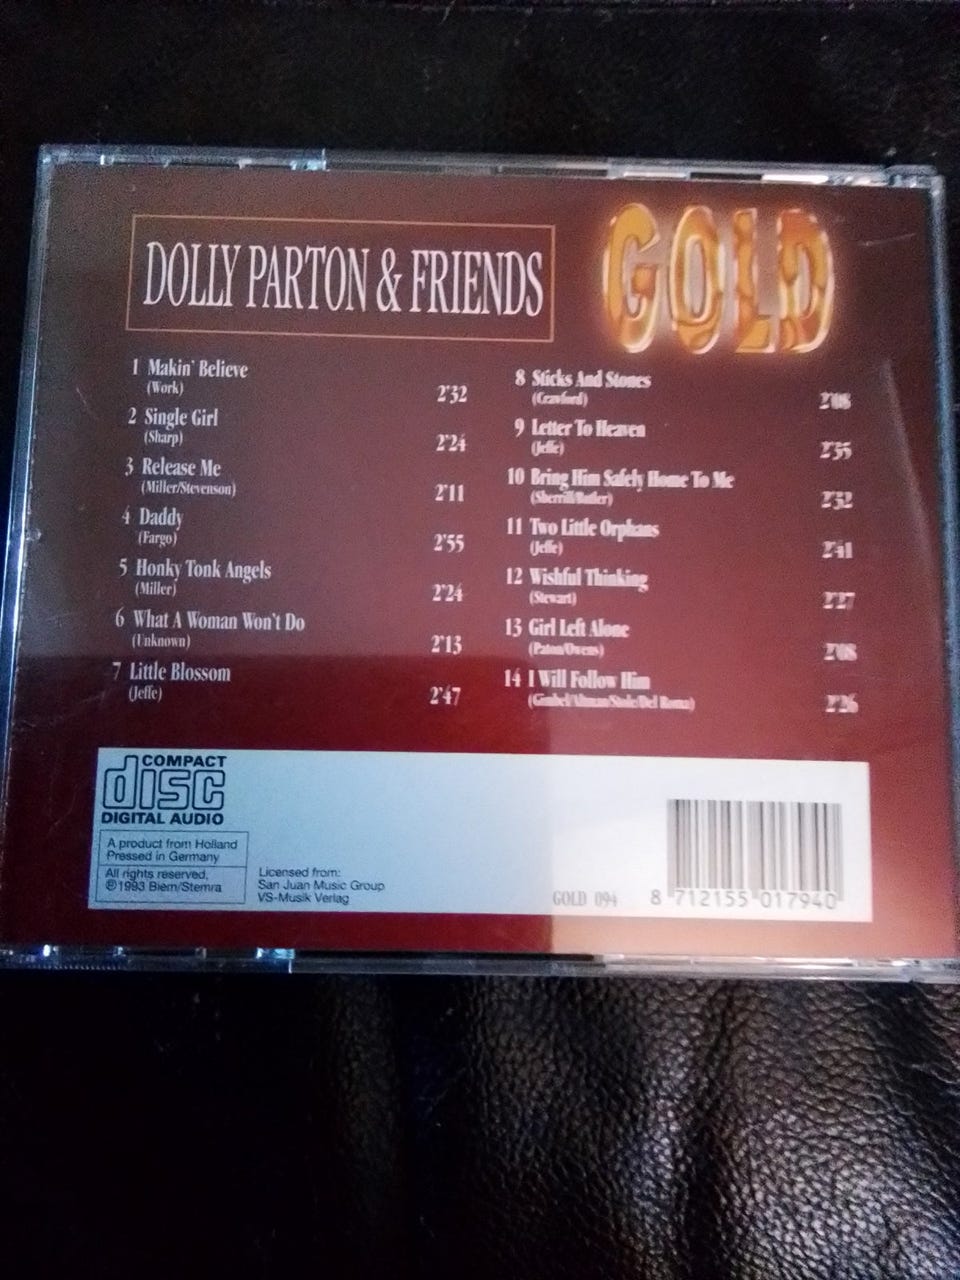 DOLLY PARTON & FRIENDS
GOLD
1 Makin' Believe
(Work)
2'32
2 Single Girl
(Sharp)
2'24
3 Release Me
(Miller/Stevenson)
2'11
4 Daddy
(Fargo)
2'55
5 Honky Tonk Angels
(Miller)
2'24
6 What A Woman Won't Do
(Unknown)
2'13
7 Little Blossom
(Jeffe)
2'47
8 Sticks And Stones
(Crawford)
2'08
9 Letter To Heaven
(Jeffe)
2'35
10 Bring Him Safely Home To Me
(Sherrill/Butler)
2'32
11 Two Little Orphans
(Jeffe)
2'41
12 Wishful Thinking
(Stewart)
2'27
13 Girl Left Alone
(Paton/Owens)
2'08
14 I Will Follow Him
(Gimbel/Altman/Stole/Del Roma)
2'26
COMPACT
disc
DIGITAL AUDIO
A product from Holland
Pressed in Germany
All rights reserved,
℗1993 Biem/Stemra
Licensed from:
San Juan Music Group
VS-Musik Verlag
GOLD 094
8 712155 017940